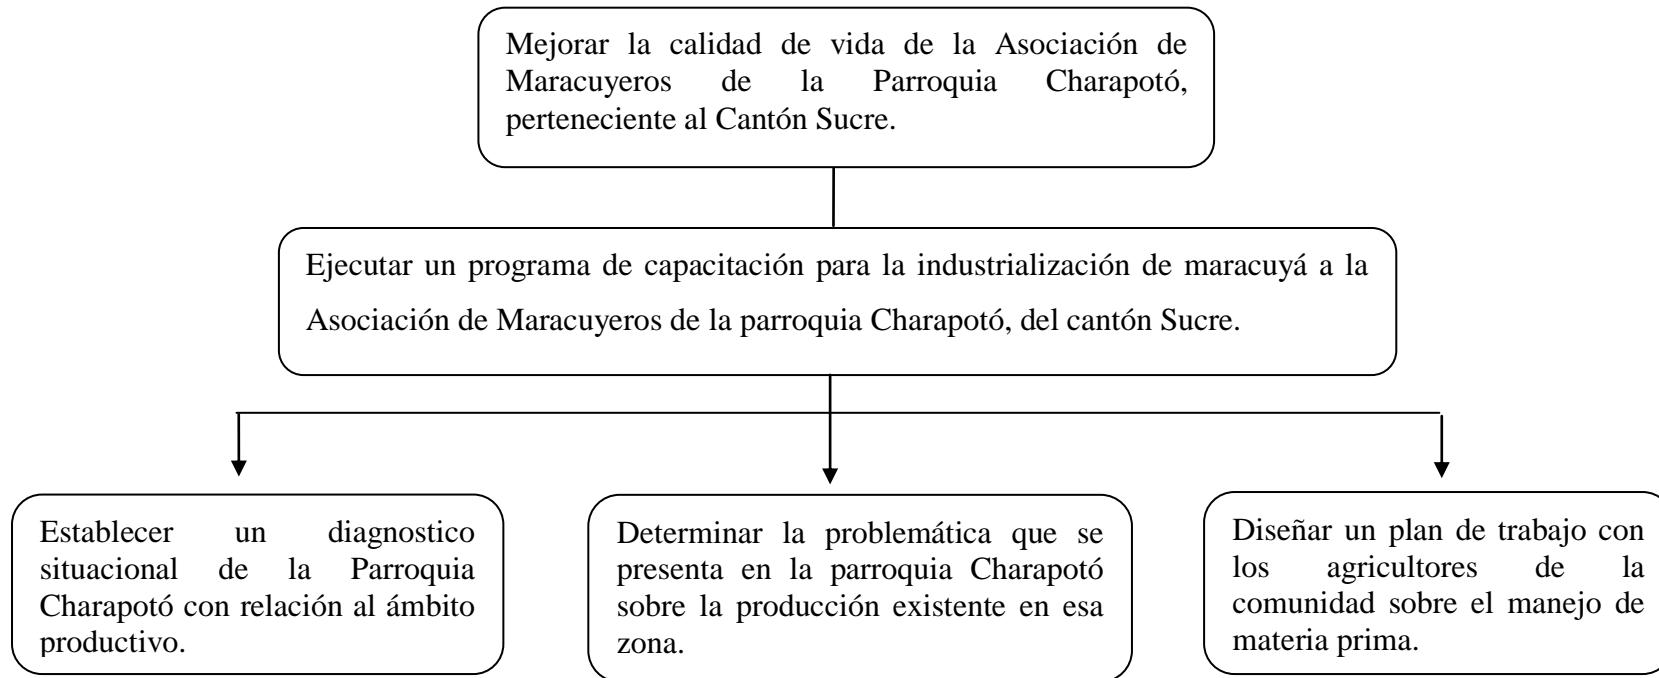 Mejorar la calidad de vida de la Asociación de
Maracuyeros de la Parroquia Charapotó,
perteneciente al Cantón Sucre.
Ejecutar un programa de capacitación para la industrialización de maracuyá a la
Asociación de Maracuyeros de la parroquia Charapotó, del cantón Sucre.
Establecer un diagnostico
situacional de la Parroquia
Charapotó con relación al ámbito
productivo.
Determinar la problemática que se
presenta en la parroquia Charapotó
sobre la producción existente en esa
zona.
Diseñar un plan de trabajo con
los agricultores de la
comunidad sobre el manejo de
materia prima.